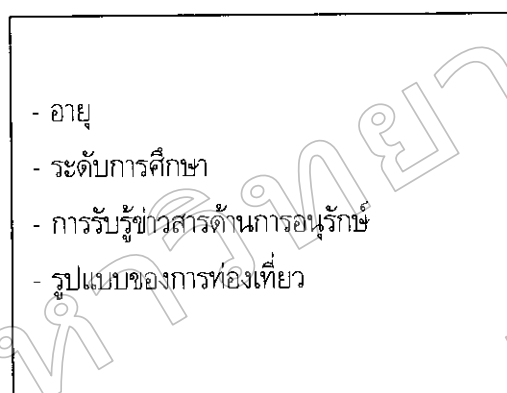 - อายุ
- ระดับการศึกษา
- การรับรู้ข่าวสารด้านการอนุรักษ์
- รูปแบบของการท่องเที่ยว